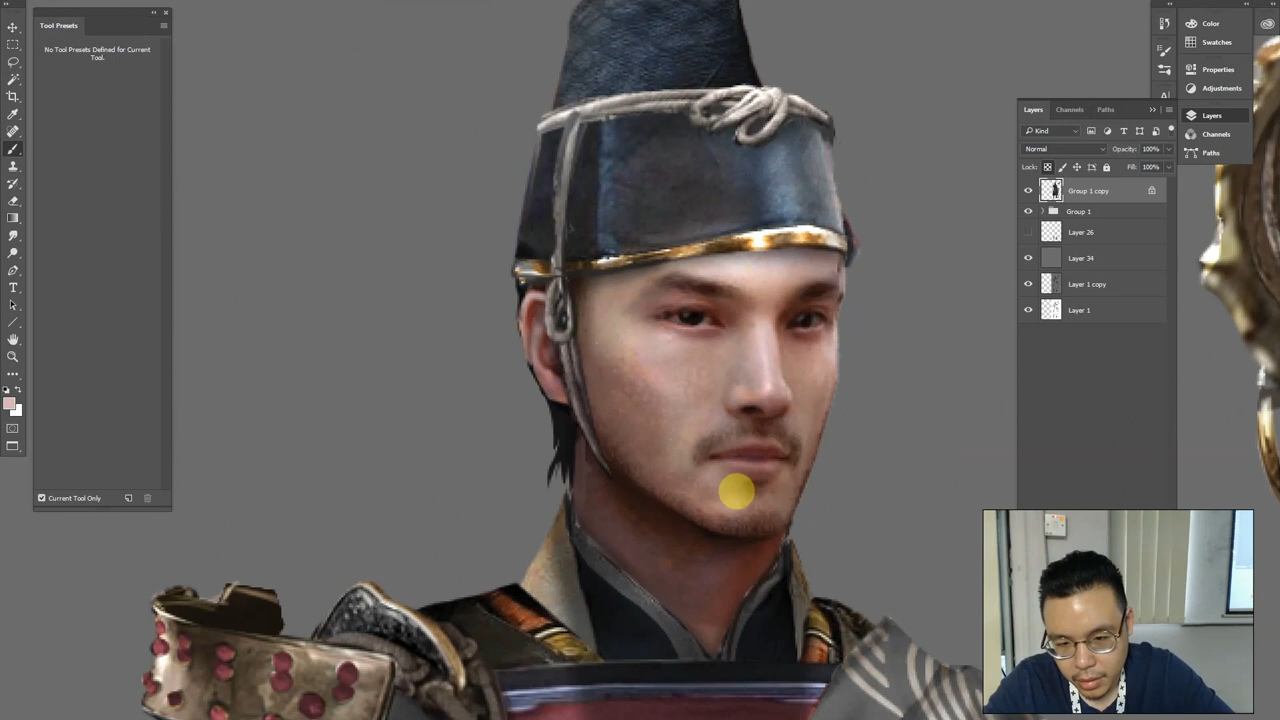 Tool Presets
No Tool Presets Defined for Current
Tool.
Current Tool Only
Color
Swatches
Properties
Adjustments
Layers
Channels
Paths
Layers Channels Paths
Kind
Normal Opacity: 100%
Lock: Fill: 100%
Group 1 copy
Group 1
Layer 26
Layer 34
Layer 1 copy
Layer 1